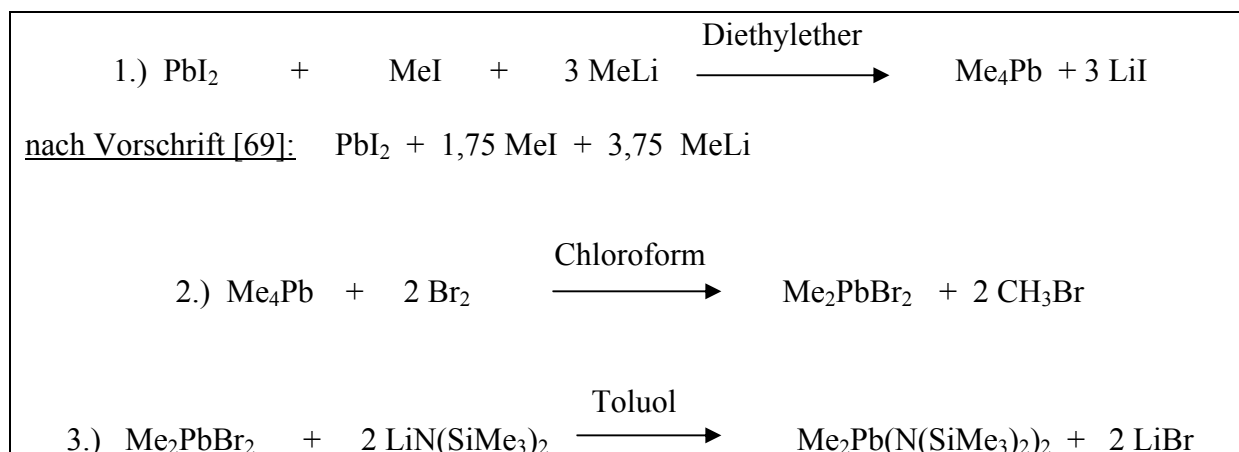 Diethylether
1.) PbI₂ + MeI + 3 MeLi ⟶ Me₄Pb + 3 LiI
nach Vorschrift [69]: PbI₂ + 1,75 MeI + 3,75 MeLi
Chloroform
2.) Me₄Pb + 2 Br₂ ⟶ Me₂PbBr₂ + 2 CH₃Br
Toluol
3.) Me₂PbBr₂ + 2 LiN(SiMe₃)₂ ⟶ Me₂Pb(N(SiMe₃)₂)₂ + 2 LiBr